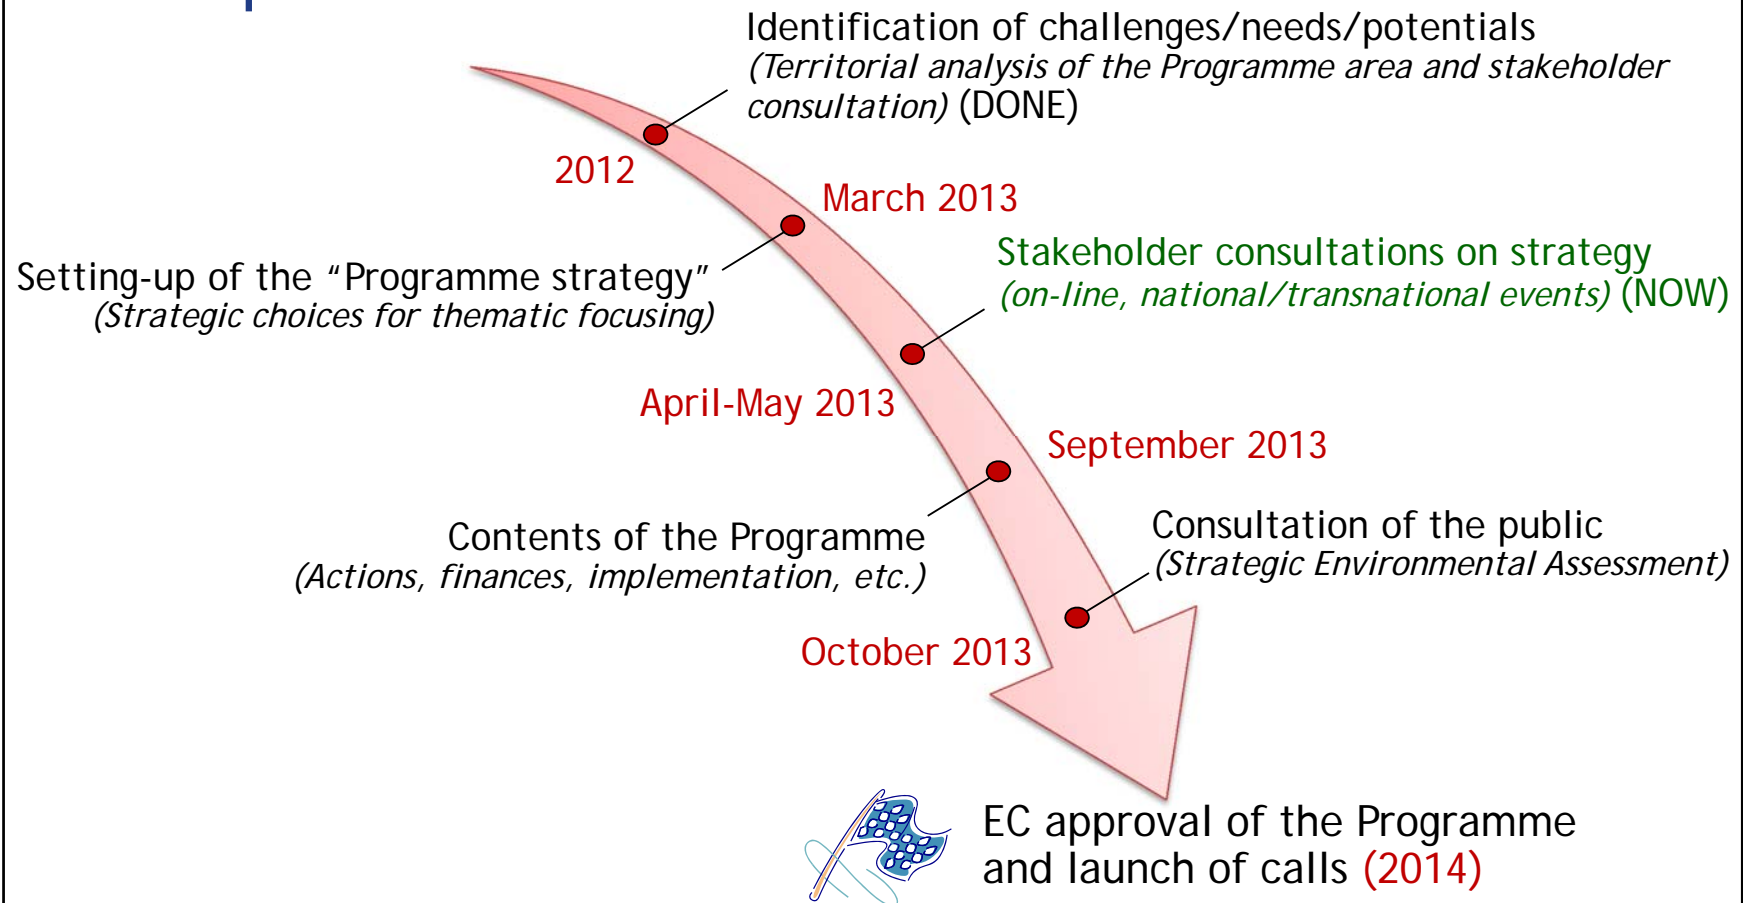 Identification of challenges/needs/potentials
(Territorial analysis of the Programme area and stakeholder
consultation) (DONE)
2012
March 2013
Setting-up of the “Programme strategy”
(Strategic choices for thematic focusing)
Stakeholder consultations on strategy
(on-line, national/transnational events) (NOW)
April-May 2013
September 2013
Contents of the Programme
(Actions, finances, implementation, etc.)
Consultation of the public
(Strategic Environmental Assessment)
October 2013
EC approval of the Programme
and launch of calls (2014)